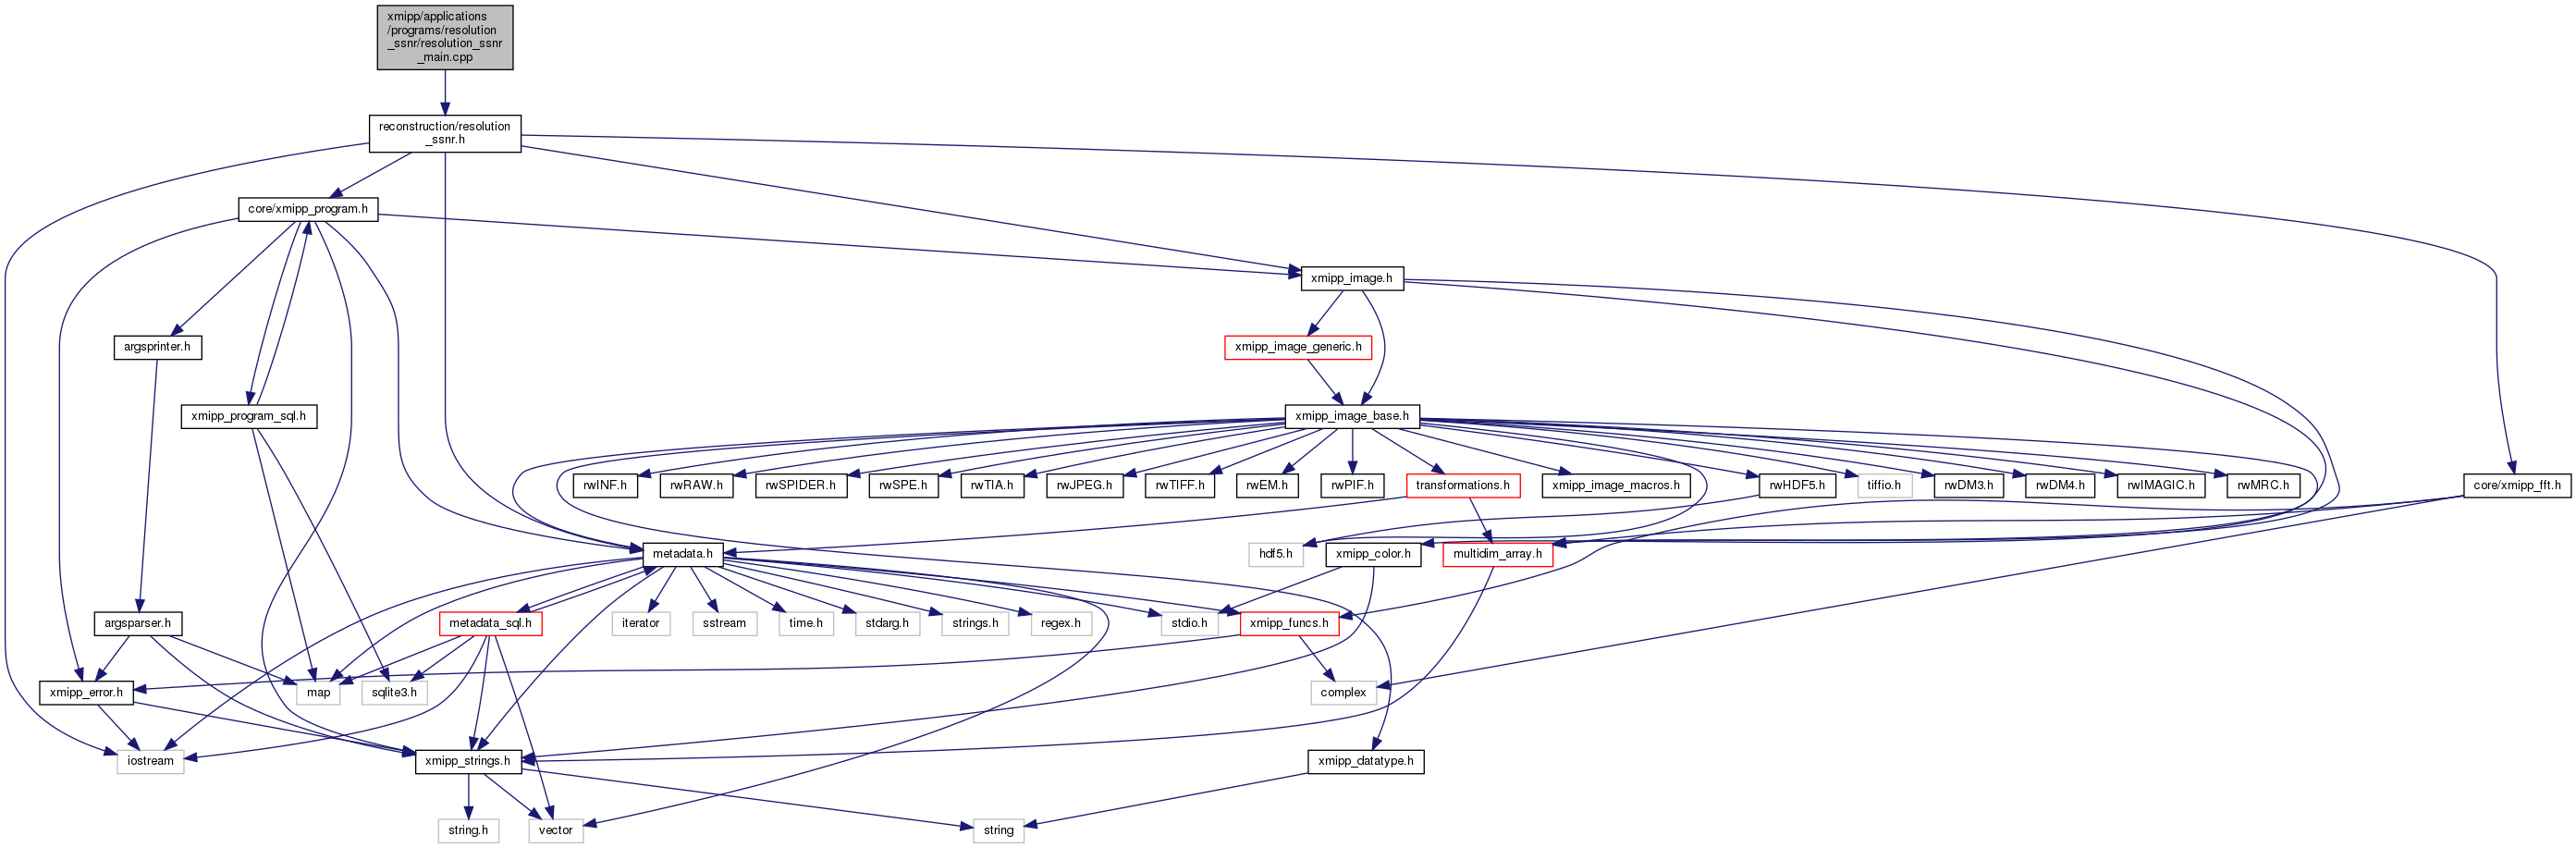 xmipp/applications
/programs/resolution
_ssnr/resolution_ssnr
_main.cpp
reconstruction/resolution
_ssnr.h
core/xmipp_program.h
xmipp_image.h
argsprinter.h
xmipp_image_generic.h
xmipp_program_sql.h
xmipp_image_base.h
rwINF.h
rwRAW.h
rwSPIDER.h
rwSPE.h
rwTIA.h
rwJPEG.h
rwTIFF.h
rwEM.h
rwPIF.h
transformations.h
xmipp_image_macros.h
rwHDF5.h
tiffio.h
rwDM3.h
rwDM4.h
rwIMAGIC.h
rwMRC.h
core/xmipp_fft.h
metadata.h
hdf5.h
xmipp_color.h
multidim_array.h
argsparser.h
metadata_sql.h
iterator
sstream
time.h
stdarg.h
strings.h
regex.h
stdio.h
xmipp_funcs.h
xmipp_error.h
map
sqlite3.h
complex
iostream
xmipp_strings.h
xmipp_datatype.h
string.h
vector
string